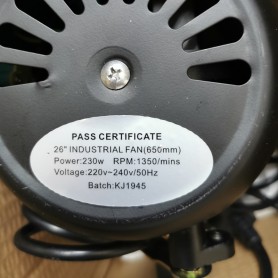 PASS CERTIFICATE
26" INDUSTRIAL FAN(650mm)
Power:230w RPM:1350/mins
Voltage:220v~240v/50Hz
Batch:KJ1945